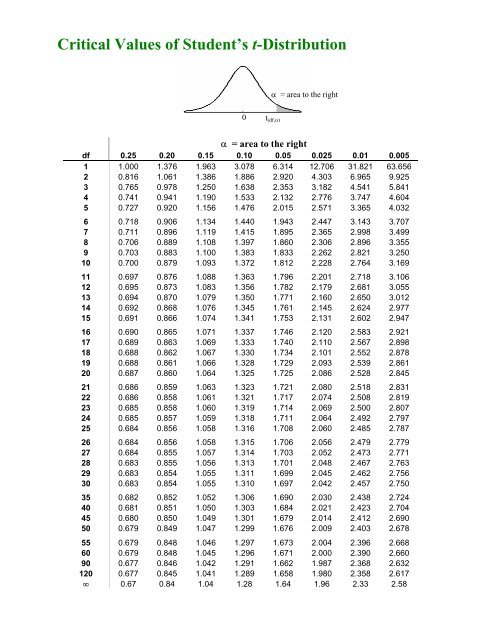 Critical Values of Student's t-Distribution
α = area to the right
0 t(df,α)
α = area to the right
df 0.25 0.20 0.15 0.10 0.05 0.025 0.01 0.005
1 1.000 1.376 1.963 3.078 6.314 12.706 31.821 63.656
2 0.816 1.061 1.386 1.886 2.920 4.303 6.965 9.925
3 0.765 0.978 1.250 1.638 2.353 3.182 4.541 5.841
4 0.741 0.941 1.190 1.533 2.132 2.776 3.747 4.604
5 0.727 0.920 1.156 1.476 2.015 2.571 3.365 4.032
6 0.718 0.906 1.134 1.440 1.943 2.447 3.143 3.707
7 0.711 0.896 1.119 1.415 1.895 2.365 2.998 3.499
8 0.706 0.889 1.108 1.397 1.860 2.306 2.896 3.355
9 0.703 0.883 1.100 1.383 1.833 2.262 2.821 3.250
10 0.700 0.879 1.093 1.372 1.812 2.228 2.764 3.169
11 0.697 0.876 1.088 1.363 1.796 2.201 2.718 3.106
12 0.695 0.873 1.083 1.356 1.782 2.179 2.681 3.055
13 0.694 0.870 1.079 1.350 1.771 2.160 2.650 3.012
14 0.692 0.868 1.076 1.345 1.761 2.145 2.624 2.977
15 0.691 0.866 1.074 1.341 1.753 2.131 2.602 2.947
16 0.690 0.865 1.071 1.337 1.746 2.120 2.583 2.921
17 0.689 0.863 1.069 1.333 1.740 2.110 2.567 2.898
18 0.688 0.862 1.067 1.330 1.734 2.101 2.552 2.878
19 0.688 0.861 1.066 1.328 1.729 2.093 2.539 2.861
20 0.687 0.860 1.064 1.325 1.725 2.086 2.528 2.845
21 0.686 0.859 1.063 1.323 1.721 2.080 2.518 2.831
22 0.686 0.858 1.061 1.321 1.717 2.074 2.508 2.819
23 0.685 0.858 1.060 1.319 1.714 2.069 2.500 2.807
24 0.685 0.857 1.059 1.318 1.711 2.064 2.492 2.797
25 0.684 0.856 1.058 1.316 1.708 2.060 2.485 2.787
26 0.684 0.856 1.058 1.315 1.706 2.056 2.479 2.779
27 0.684 0.855 1.057 1.314 1.703 2.052 2.473 2.771
28 0.683 0.855 1.056 1.313 1.701 2.048 2.467 2.763
29 0.683 0.854 1.055 1.311 1.699 2.045 2.462 2.756
30 0.683 0.854 1.055 1.310 1.697 2.042 2.457 2.750
35 0.682 0.852 1.052 1.306 1.690 2.030 2.438 2.724
40 0.681 0.851 1.050 1.303 1.684 2.021 2.423 2.704
45 0.680 0.850 1.049 1.301 1.679 2.014 2.412 2.690
50 0.679 0.849 1.047 1.299 1.676 2.009 2.403 2.678
55 0.679 0.848 1.046 1.297 1.673 2.004 2.396 2.668
60 0.679 0.848 1.045 1.296 1.671 2.000 2.390 2.660
90 0.677 0.846 1.042 1.291 1.662 1.987 2.368 2.632
120 0.677 0.845 1.041 1.289 1.658 1.980 2.358 2.617
∞ 0.67 0.84 1.04 1.28 1.64 1.96 2.33 2.58